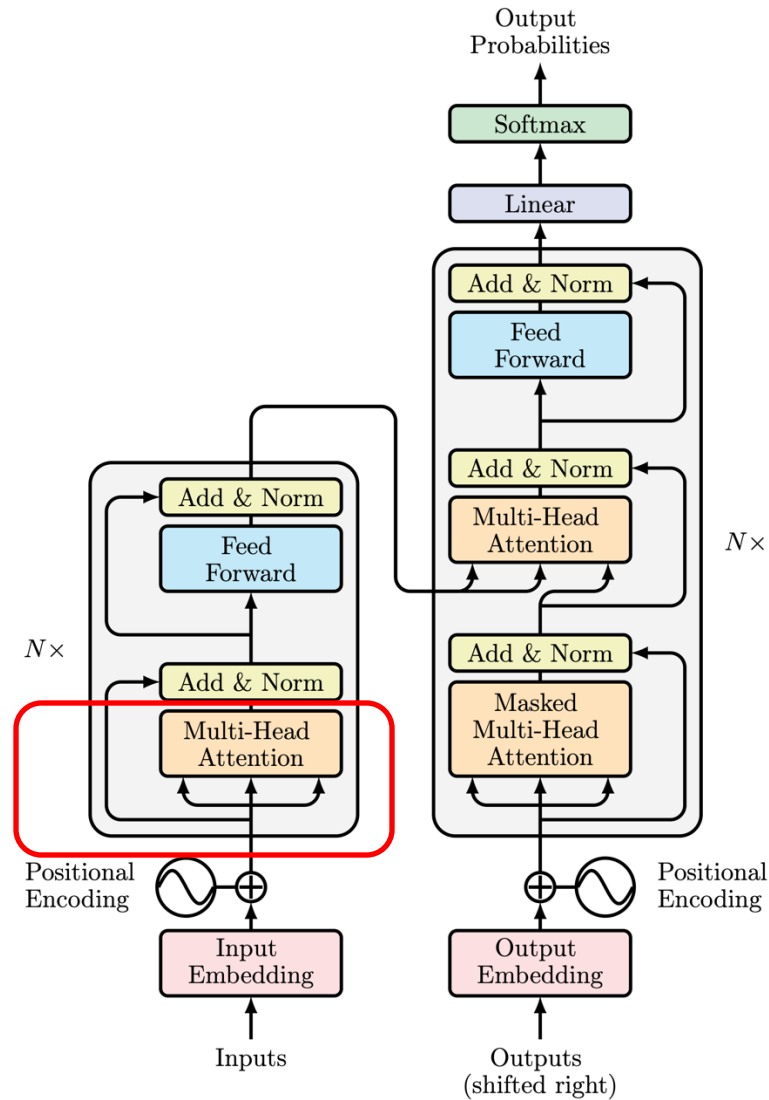 Output
Probabilities
Softmax
Linear
Add & Norm
Feed
Forward
Add & Norm
Multi-Head
Attention
N×
Add & Norm
Masked
Multi-Head
Attention
Positional
Encoding
Output
Embedding
Outputs
(shifted right)
Add & Norm
Feed
Forward
N×
Add & Norm
Multi-Head
Attention
Positional
Encoding
Input
Embedding
Inputs